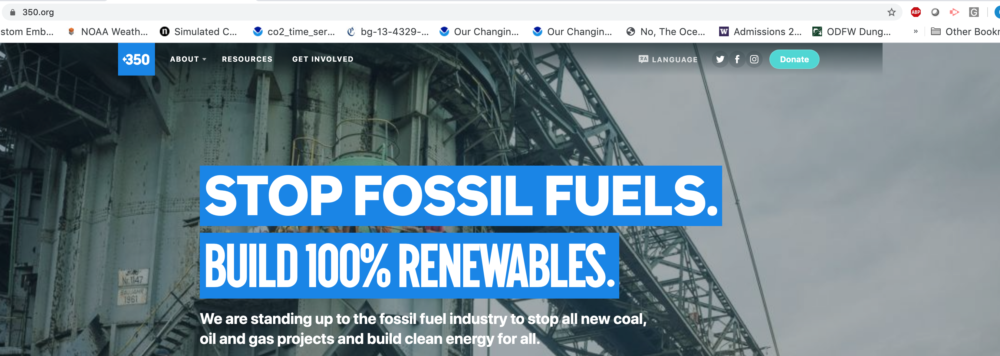 350.org
ABP
G
stom Emb...
NOAA Weath...
n Simulated C...
co2_time_ser...
bg-13-4329-...
Our Changin...
Our Changin...
No, The Oce...
W Admissions 2...
ODFW Dung...
»
Other Bookr
350
ABOUT
RESOURCES
GET INVOLVED
LANGUAGE
Donate
STOP FOSSIL FUELS.
BUILD 100% RENEWABLES.
Nr.1147
1961
We are standing up to the fossil fuel industry to stop all new coal,
oil and gas projects and build clean energy for all.